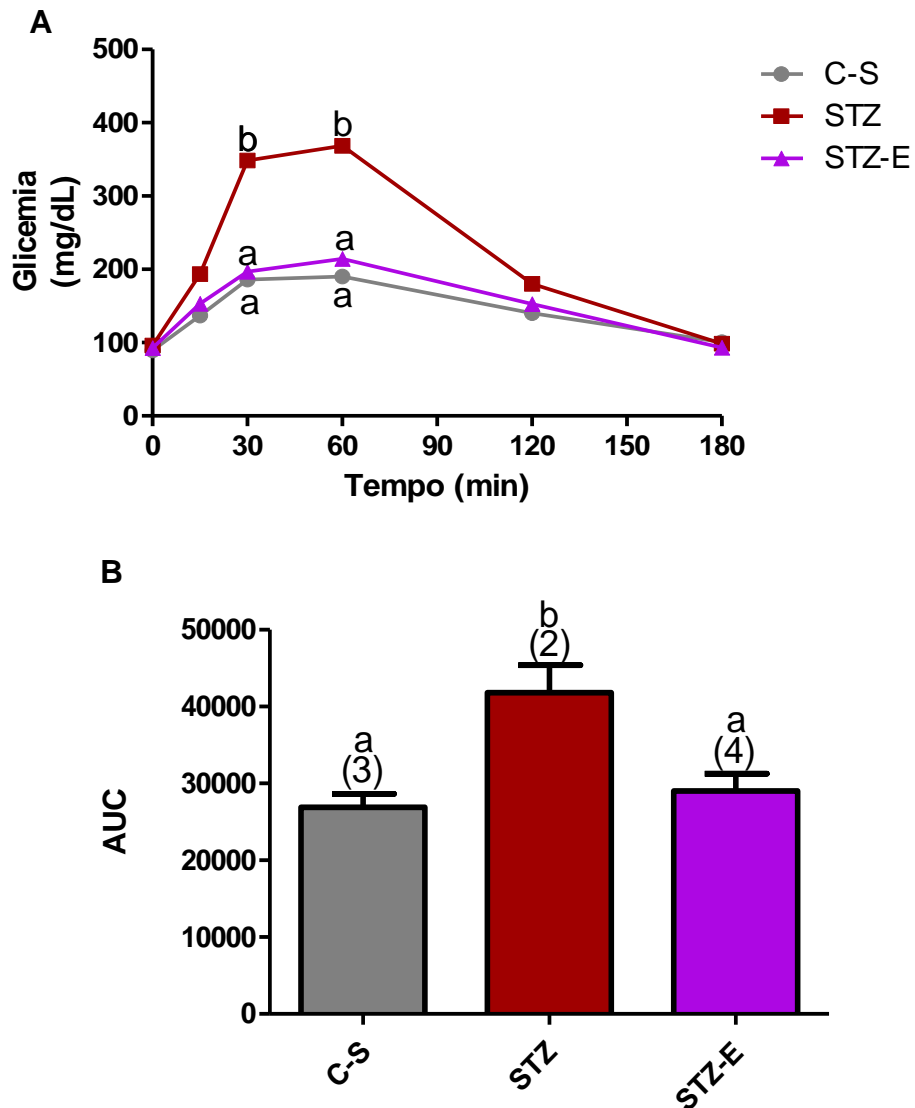 A
500
400
300
200
100
0
Glicemia
(mg/dL)
b
b
a
a
a
a
0
30
60
90
120
150
180
Tempo (min)
C-S
STZ
STZ-E
B
50000
40000
30000
20000
10000
0
AUC
a
(3)
b
(2)
a
(4)
C-S
STZ
STZ-E